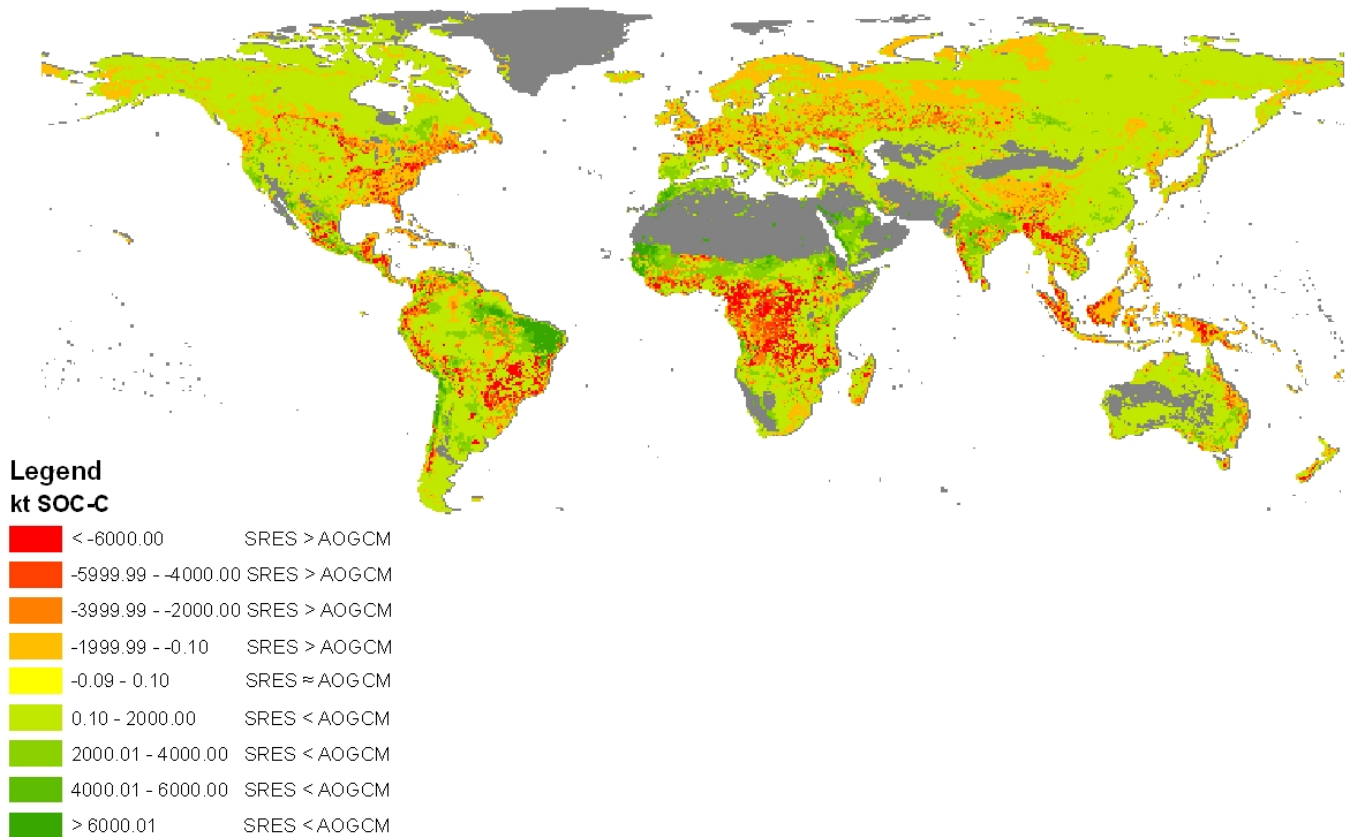 Legend
kt SOC-C
< -6000.00 SRES > AOGCM
-5999.99 - -4000.00 SRES > AOGCM
-3999.99 - -2000.00 SRES > AOGCM
-1999.99 - -0.10 SRES > AOGCM
-0.09 - 0.10 SRES ≈ AOGCM
0.10 - 2000.00 SRES < AOGCM
2000.01 - 4000.00 SRES < AOGCM
4000.01 - 6000.00 SRES < AOGCM
> 6000.01 SRES < AOGCM